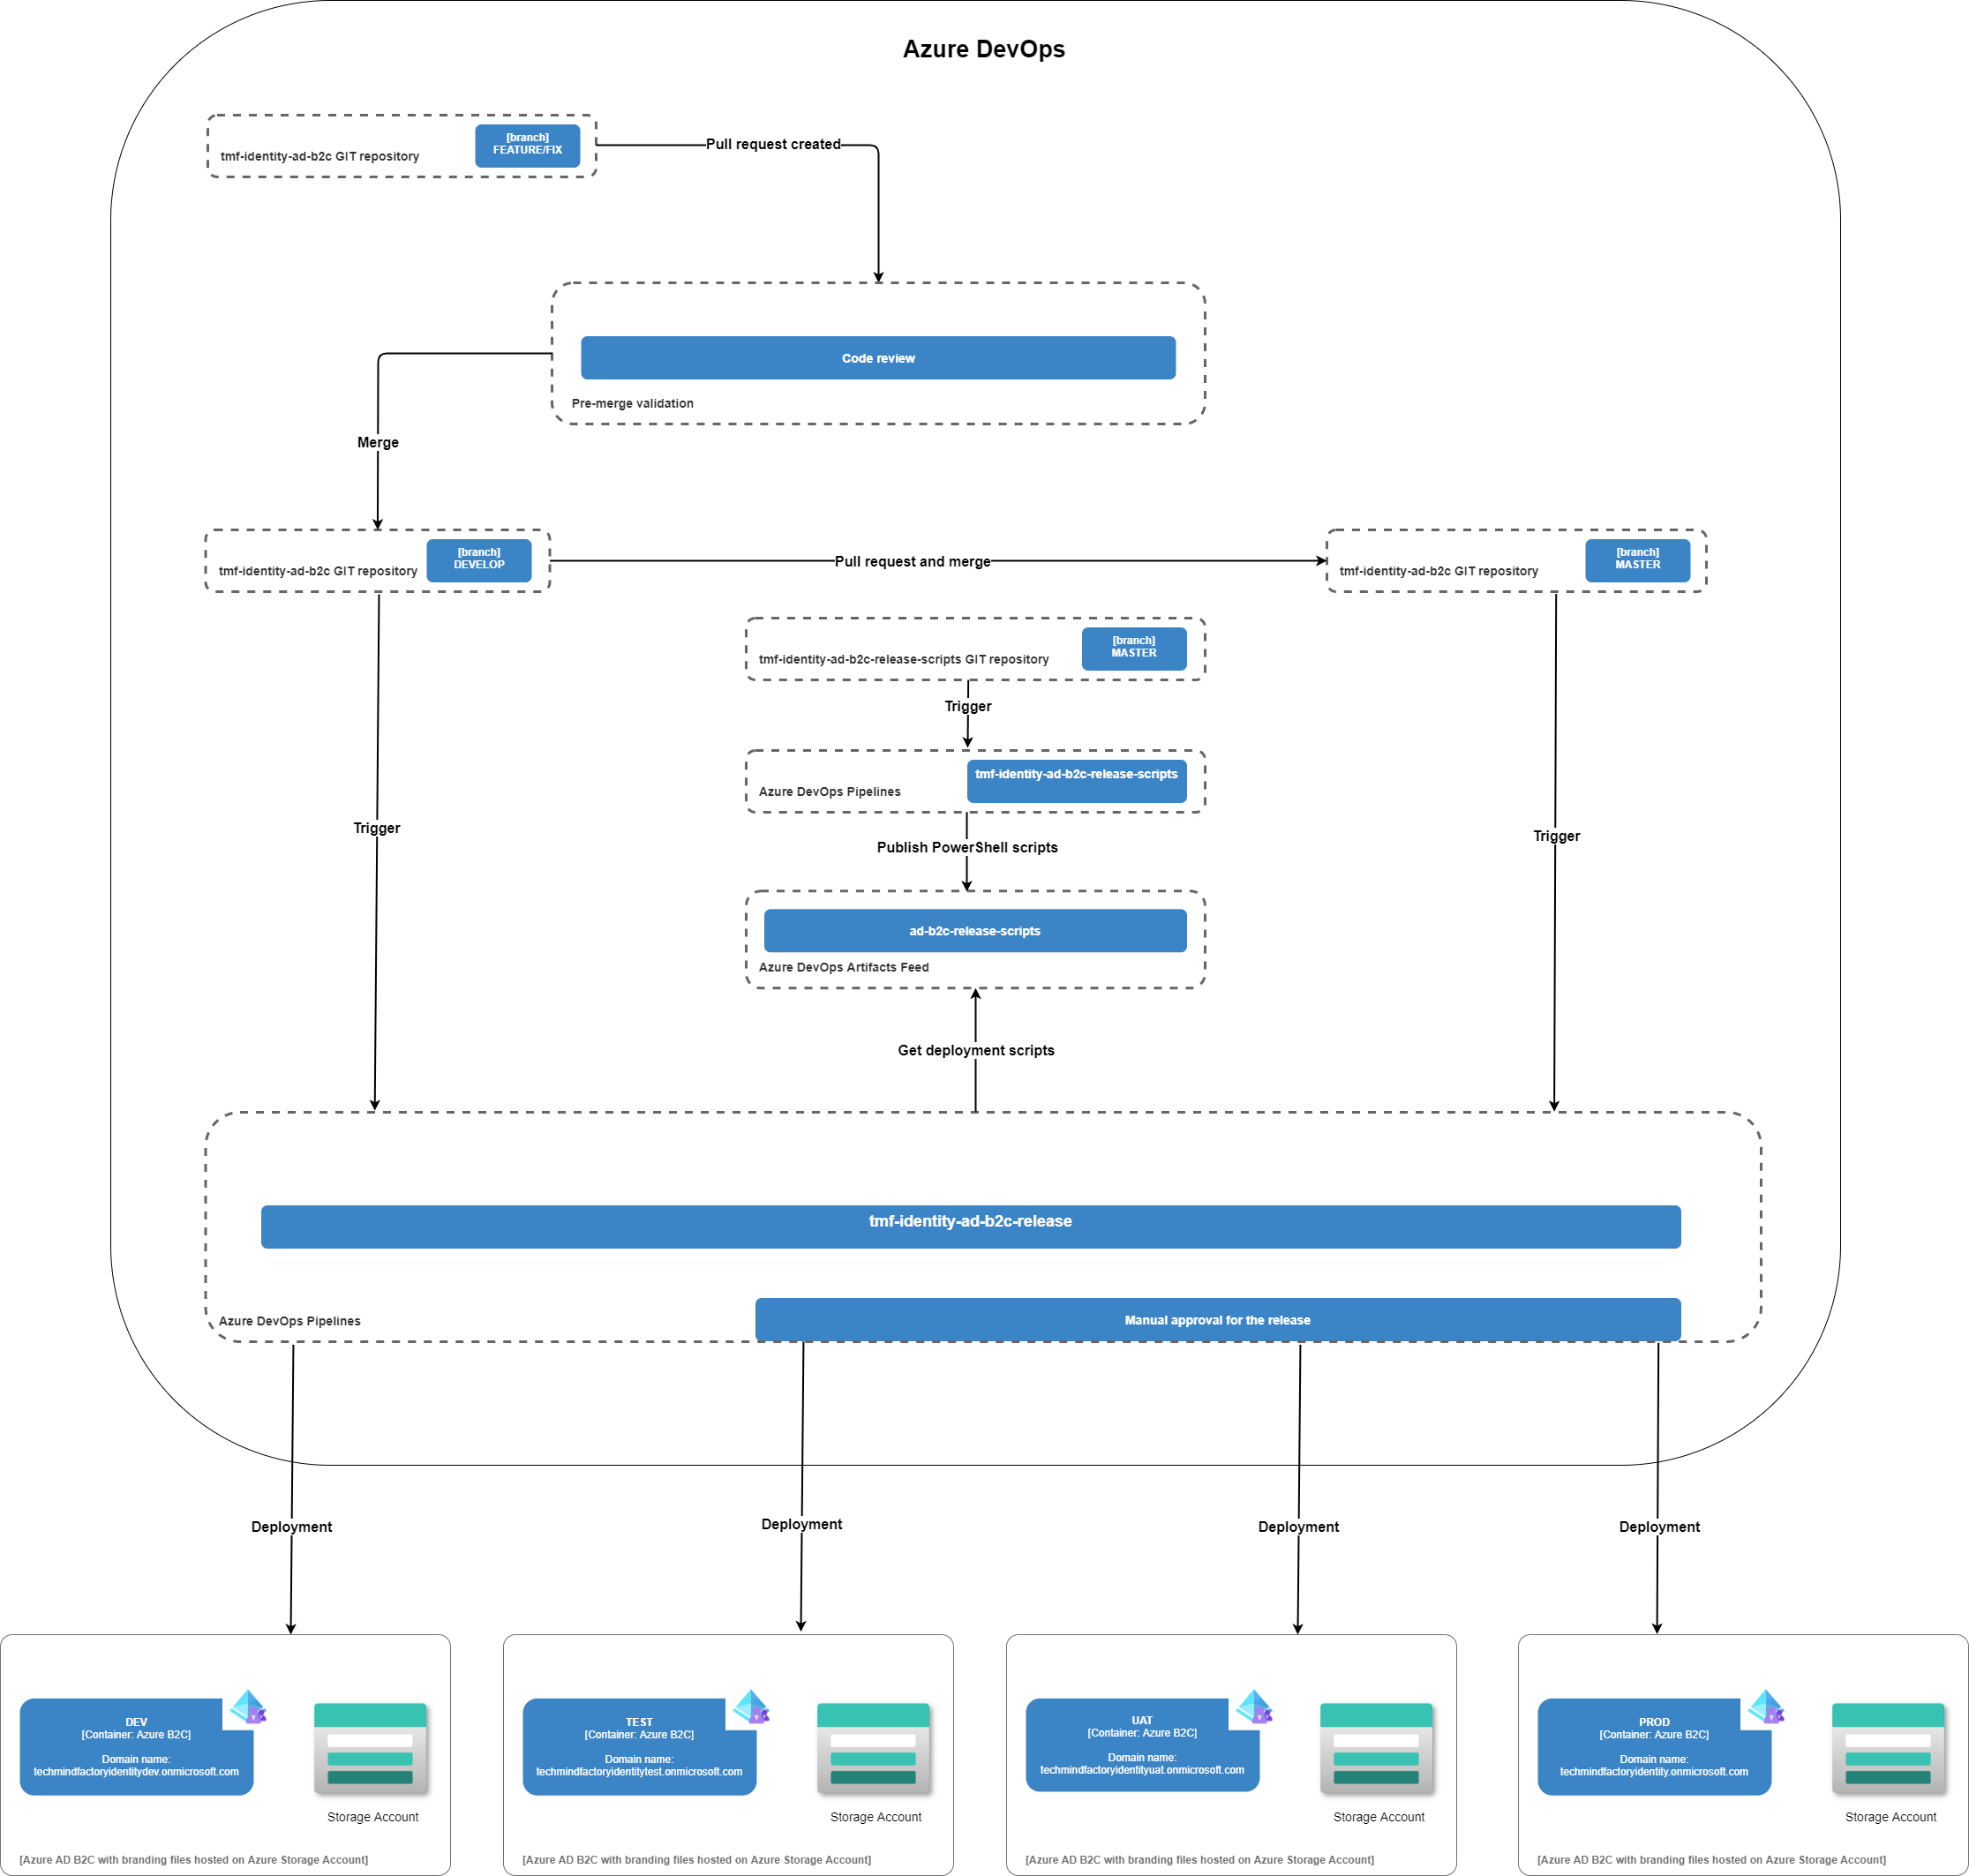 Azure DevOps
tmf-identity-ad-b2c GIT repository
[branch]
FEATURE/FIX
Pull request created
Code review
Pre-merge validation
Merge
tmf-identity-ad-b2c GIT repository
[branch]
DEVELOP
Pull request and merge
tmf-identity-ad-b2c GIT repository
[branch]
MASTER
tmf-identity-ad-b2c-release-scripts GIT repository
[branch]
MASTER
Trigger
Azure DevOps Pipelines
tmf-identity-ad-b2c-release-scripts
Trigger
Trigger
Publish PowerShell scripts
ad-b2c-release-scripts
Azure DevOps Artifacts Feed
Get deployment scripts
tmf-identity-ad-b2c-release
Azure DevOps Pipelines
Manual approval for the release
Deployment
Deployment
Deployment
Deployment
DEV
[Container: Azure B2C]
Domain name:
techmindfactoryidentitydev.onmicrosoft.com
Storage Account
[Azure AD B2C with branding files hosted on Azure Storage Account]
TEST
[Container: Azure B2C]
Domain name:
techmindfactoryidentitytest.onmicrosoft.com
Storage Account
[Azure AD B2C with branding files hosted on Azure Storage Account]
UAT
[Container: Azure B2C]
Domain name:
techmindfactoryidentityuat.onmicrosoft.com
Storage Account
[Azure AD B2C with branding files hosted on Azure Storage Account]
PROD
[Container: Azure B2C]
Domain name:
techmindfactoryidentity.onmicrosoft.com
Storage Account
[Azure AD B2C with branding files hosted on Azure Storage Account]